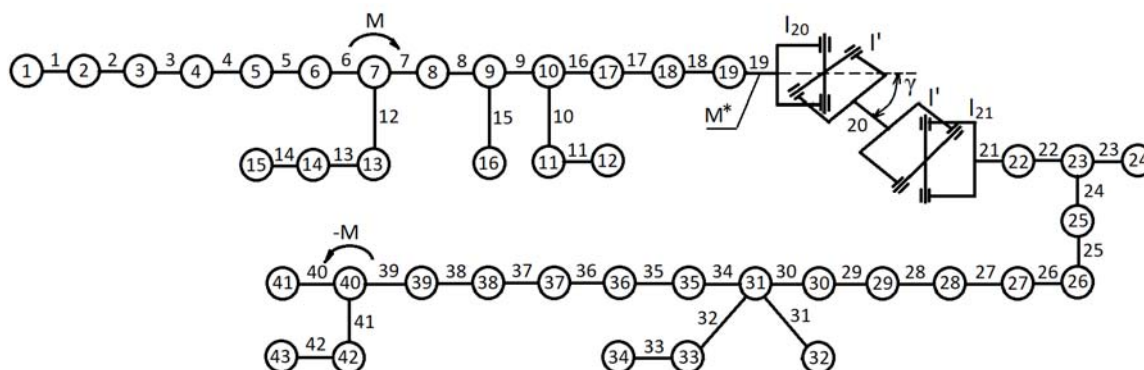 M I₂₀ I'
1 1 2 2 3 3 4 4 5 5 6 6 7 7 8 8 9 9 10 16 17 17 18 18 19 19
γ
M* 20 I' I₂₁
12 15 10
15 14 14 13 13 16 11 11 12
21 22 22 23 23 24
24
25
-M
25
41 40 40 39 39 38 38 37 37 36 36 35 35 34 31 30 30 29 29 28 28 27 27 26 26
41 32 31
43 42 42 34 33 33 32